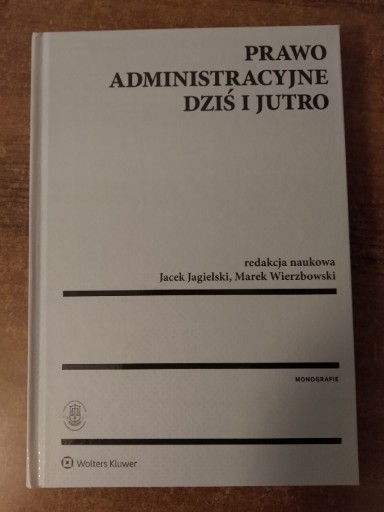 PRAWO
ADMINISTRACYJNE
DZIŚ I JUTRO
redakcja naukowa
Jacek Jagielski, Marek Wierzbowski
MONOGRAFIE
Wolters Kluwer